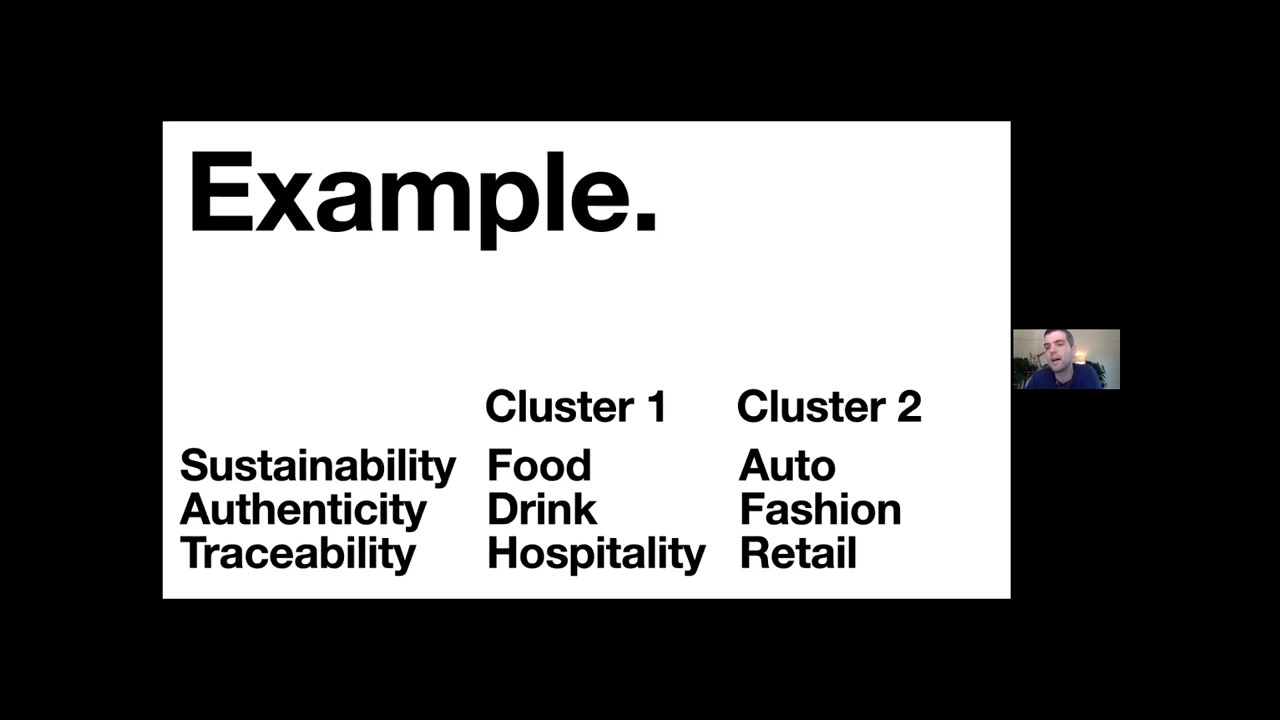 Example.
Cluster 1 Cluster 2
Sustainability Food Auto
Authenticity Drink Fashion
Traceability Hospitality Retail